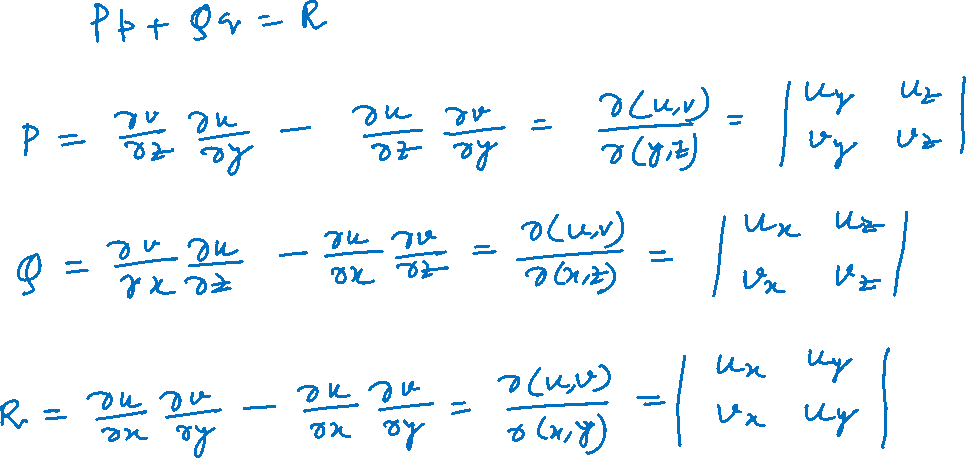 Pp + Qq = R
P = ∂v/∂z ∂u/∂y − ∂u/∂z ∂v/∂y = ∂(u,v)/∂(y,z) = | u_y u_z ; v_y v_z |
Q = ∂v/∂x ∂u/∂z − ∂u/∂x ∂v/∂z = ∂(u,v)/∂(x,z) = | u_x u_z ; v_x v_z |
R = ∂u/∂x ∂v/∂y − ∂u/∂x ∂v/∂y = ∂(u,v)/∂(x,y) = | u_x u_y ; v_x u_y |